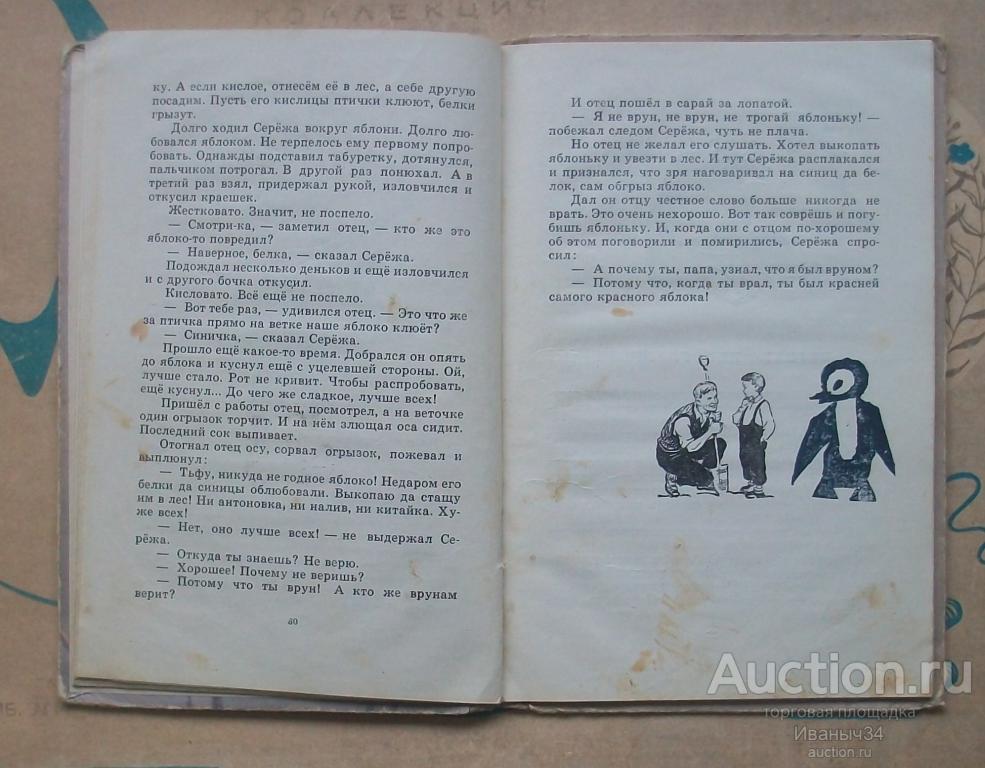 КОЛЛЕКЦИЯ
ку. А если кислое, отнесём её в лес, а себе другую
посадим. Пусть его кислицы птички клюют, белки
грызут.
Долго ходил Серёжа вокруг яблони. Долго лю-
бовался яблоком. Не терпелось ему первому попро-
бовать. Однажды подставил табуретку, дотянулся,
пальчиком потрогал. В другой раз понюхал. А в
третий раз взял, придержал рукой, изловчился и
откусил краешек.
Жестковато. Значит, не поспело.
— Смотри-ка, — заметил отец, — кто же это
яблоко-то повредил?
— Наверное, белка, — сказал Серёжа.
Подождал несколько деньков и ещё изловчился
и с другого бочка откусил.
Кисловато. Всё ещё не поспело.
— Вот тебе раз, — удивился отец. — Это что же
за птичка прямо на ветке наше яблоко клюёт?
— Синичка, — сказал Серёжа.
Прошло ещё какое-то время. Добрался он опять
до яблока и куснул ещё с уцелевшей стороны. Ой,
лучше стало. Рот не кривит. Чтобы распробовать,
ещё куснул... До чего же сладкое, лучше всех!
Пришёл с работы отец, посмотрел, а на веточке
один огрызок торчит. И на нём злющая оса сидит.
Последний сок выпивает.
Отогнал отец осу, сорвал огрызок, пожевал и
выплюнул:
— Тьфу, никуда не годное яблоко! Недаром его
белки да синицы облюбовали. Выкопаю да стащу
им в лес! Ни антоновка, ни налив, ни китайка. Ху-
же всех!
— Нет, оно лучше всех! — не выдержал Се-
рёжа.
— Откуда ты знаешь? Не верю.
— Хорошее! Почему не веришь?
— Потому что ты врун! А кто же врунам
верит?
60
И отец пошёл в сарай за лопатой.
— Я не врун, не врун, не трогай яблоньку! —
побежал следом Серёжа, чуть не плача.
Но отец не желал его слушать. Хотел выкопать
яблоньку и увезти в лес. И тут Серёжа расплакался
и признался, что зря наговаривал на синиц да бе-
лок, сам обгрыз яблоко.
Дал он отцу честное слово больше никогда не
врать. Это очень нехорошо. Вот так соврёшь и погу-
бишь яблоньку. И, когда они с отцом по-хорошему
об этом поговорили и помирились, Серёжа спро-
сил:
— А почему ты, папа, узнал, что я был вруном?
— Потому что, когда ты врал, ты был красней
самого красного яблока!
Auction.ru
торговая площадка
Иваныч34
auction.ru